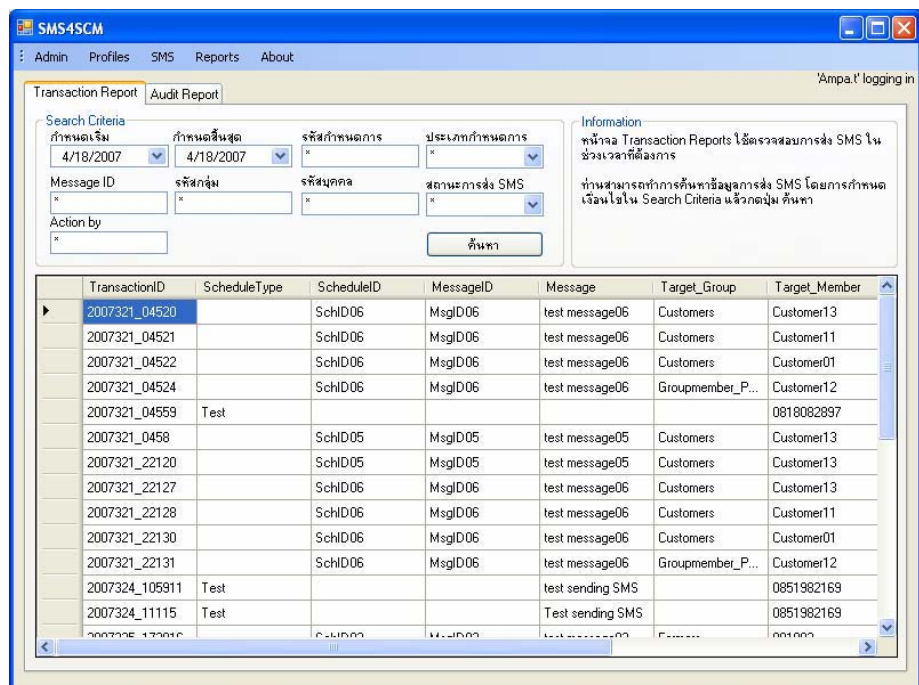 SMS4SCM
Admin Profiles SMS Reports About
'Ampa.t' logging in
Transaction Report Audit Report
Search Criteria
กำหนดเริ่ม กำหนดสิ้นสุด รหัสกำหนดการ ประเภทกำหนดการ
4/18/2007 4/18/2007 * *
Message ID รหัสกลุ่ม รหัสบุคคล สถานะการส่ง SMS
* * * *
Action by
*
ค้นหา
Information
หน้าจอ Transaction Reports ใช้ตรวจสอบการส่ง SMS ใน
ช่วงเวลาที่ต้องการ
ท่านสามารถทำการค้นหาข้อมูลการส่ง SMS โดยการกำหนด
เงื่อนไขใน Search Criteria แล้วกดปุ่ม ค้นหา
TransactionID ScheduleType ScheduleID MessageID Message Target_Group Target_Member
2007321_04520 SchID06 MsgID06 test message06 Customers Customer13
2007321_04521 SchID06 MsgID06 test message06 Customers Customer11
2007321_04522 SchID06 MsgID06 test message06 Customers Customer01
2007321_04524 SchID06 MsgID06 test message06 Groupmember_P... Customer12
2007321_04559 Test 0818082897
2007321_0458 SchID05 MsgID05 test message05 Customers Customer13
2007321_22120 SchID05 MsgID05 test message05 Customers Customer13
2007321_22127 SchID06 MsgID06 test message06 Customers Customer13
2007321_22128 SchID06 MsgID06 test message06 Customers Customer11
2007321_22130 SchID06 MsgID06 test message06 Customers Customer01
2007321_22131 SchID06 MsgID06 test message06 Groupmember_P... Customer12
2007324_105911 Test test sending SMS 0851982169
2007324_11115 Test Test sending SMS 0851982169